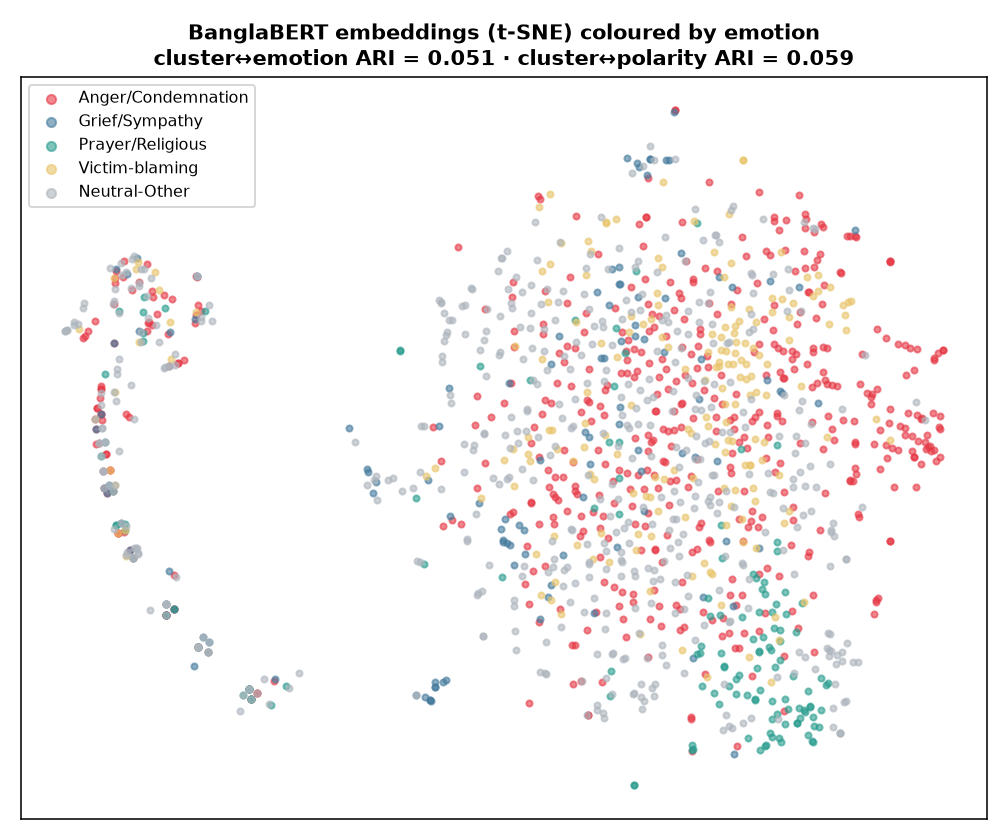 BanglaBERT embeddings (t-SNE) coloured by emotion
cluster↔emotion ARI = 0.051 · cluster↔polarity ARI = 0.059
Anger/Condemnation
Grief/Sympathy
Prayer/Religious
Victim-blaming
Neutral-Other